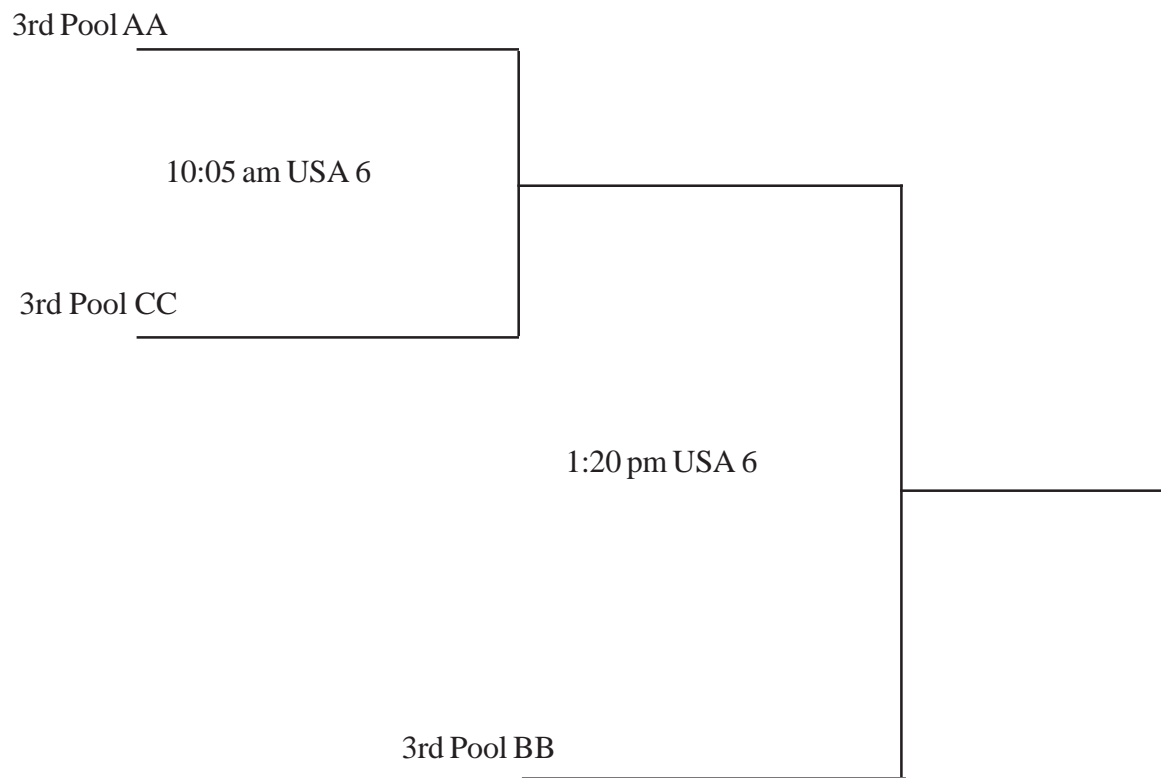 3rd Pool AA
10:05 am USA 6
3rd Pool CC
1:20 pm USA 6
3rd Pool BB